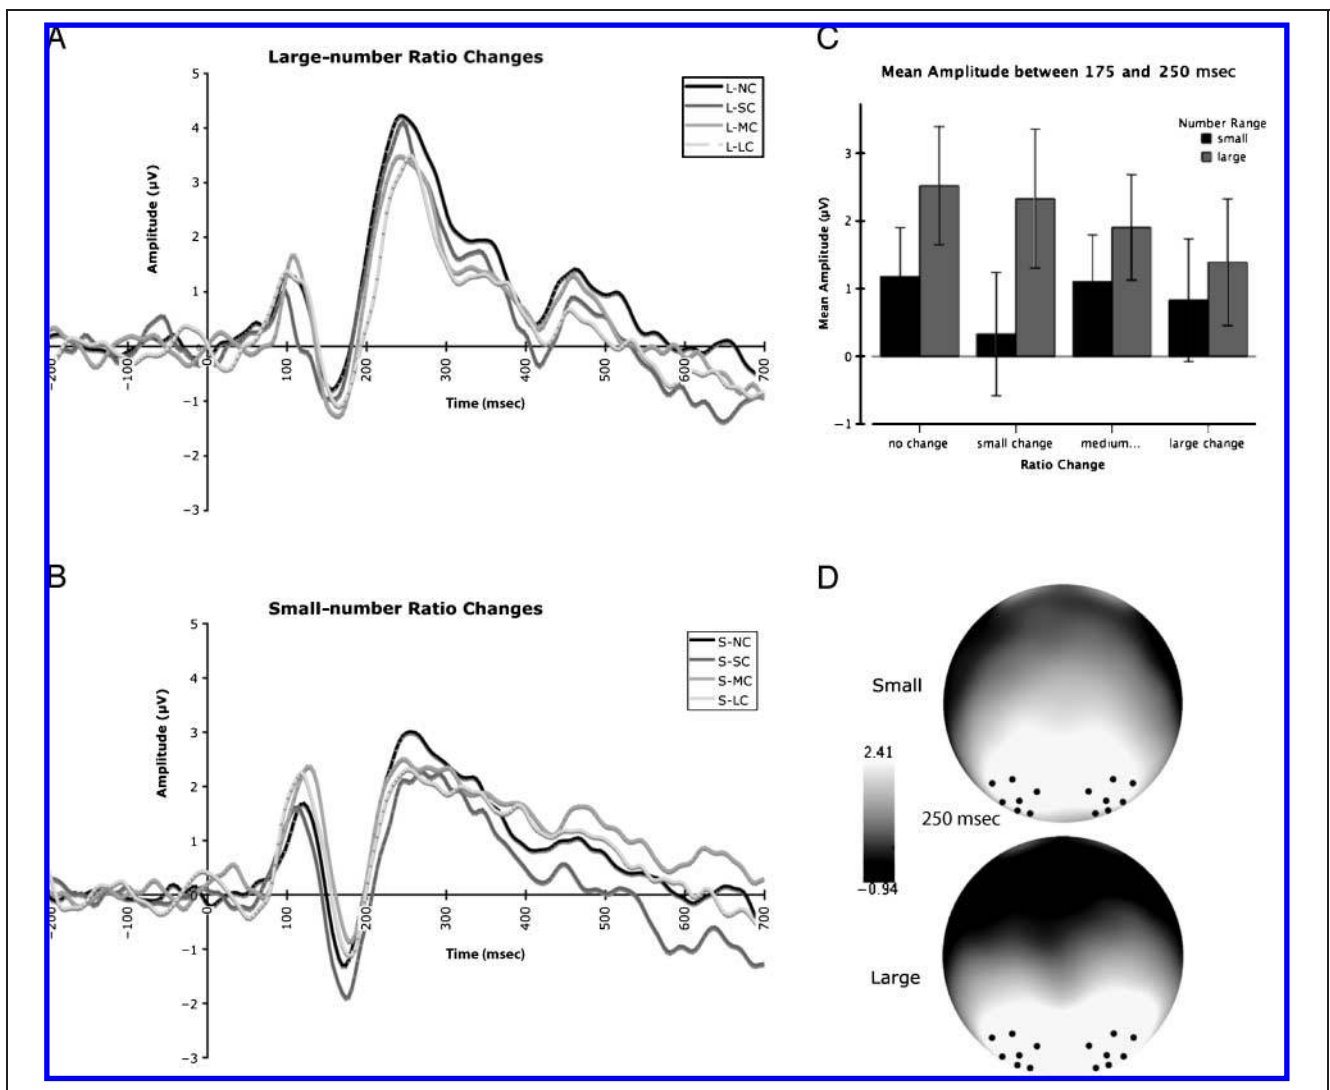 A
Large-number Ratio Changes
5
4
3
2
1
−1
−2
−3
Amplitude (µV)
−200
−100
0
100
200
300
400
500
600
700
Time (msec)
L-NC
L-SC
L-MC
L-LC
B
Small-number Ratio Changes
5
4
3
2
1
−1
−2
−3
Amplitude (µV)
−200
−100
0
100
200
300
400
500
600
700
Time (msec)
S-NC
S-SC
S-MC
S-LC
C
Mean Amplitude between 175 and 250 msec
Number Range
small
large
3
2
1
0
−1
Mean Amplitude (µV)
no change small change medium... large change
Ratio Change
D
Small
2.41
250 msec
−0.94
Large